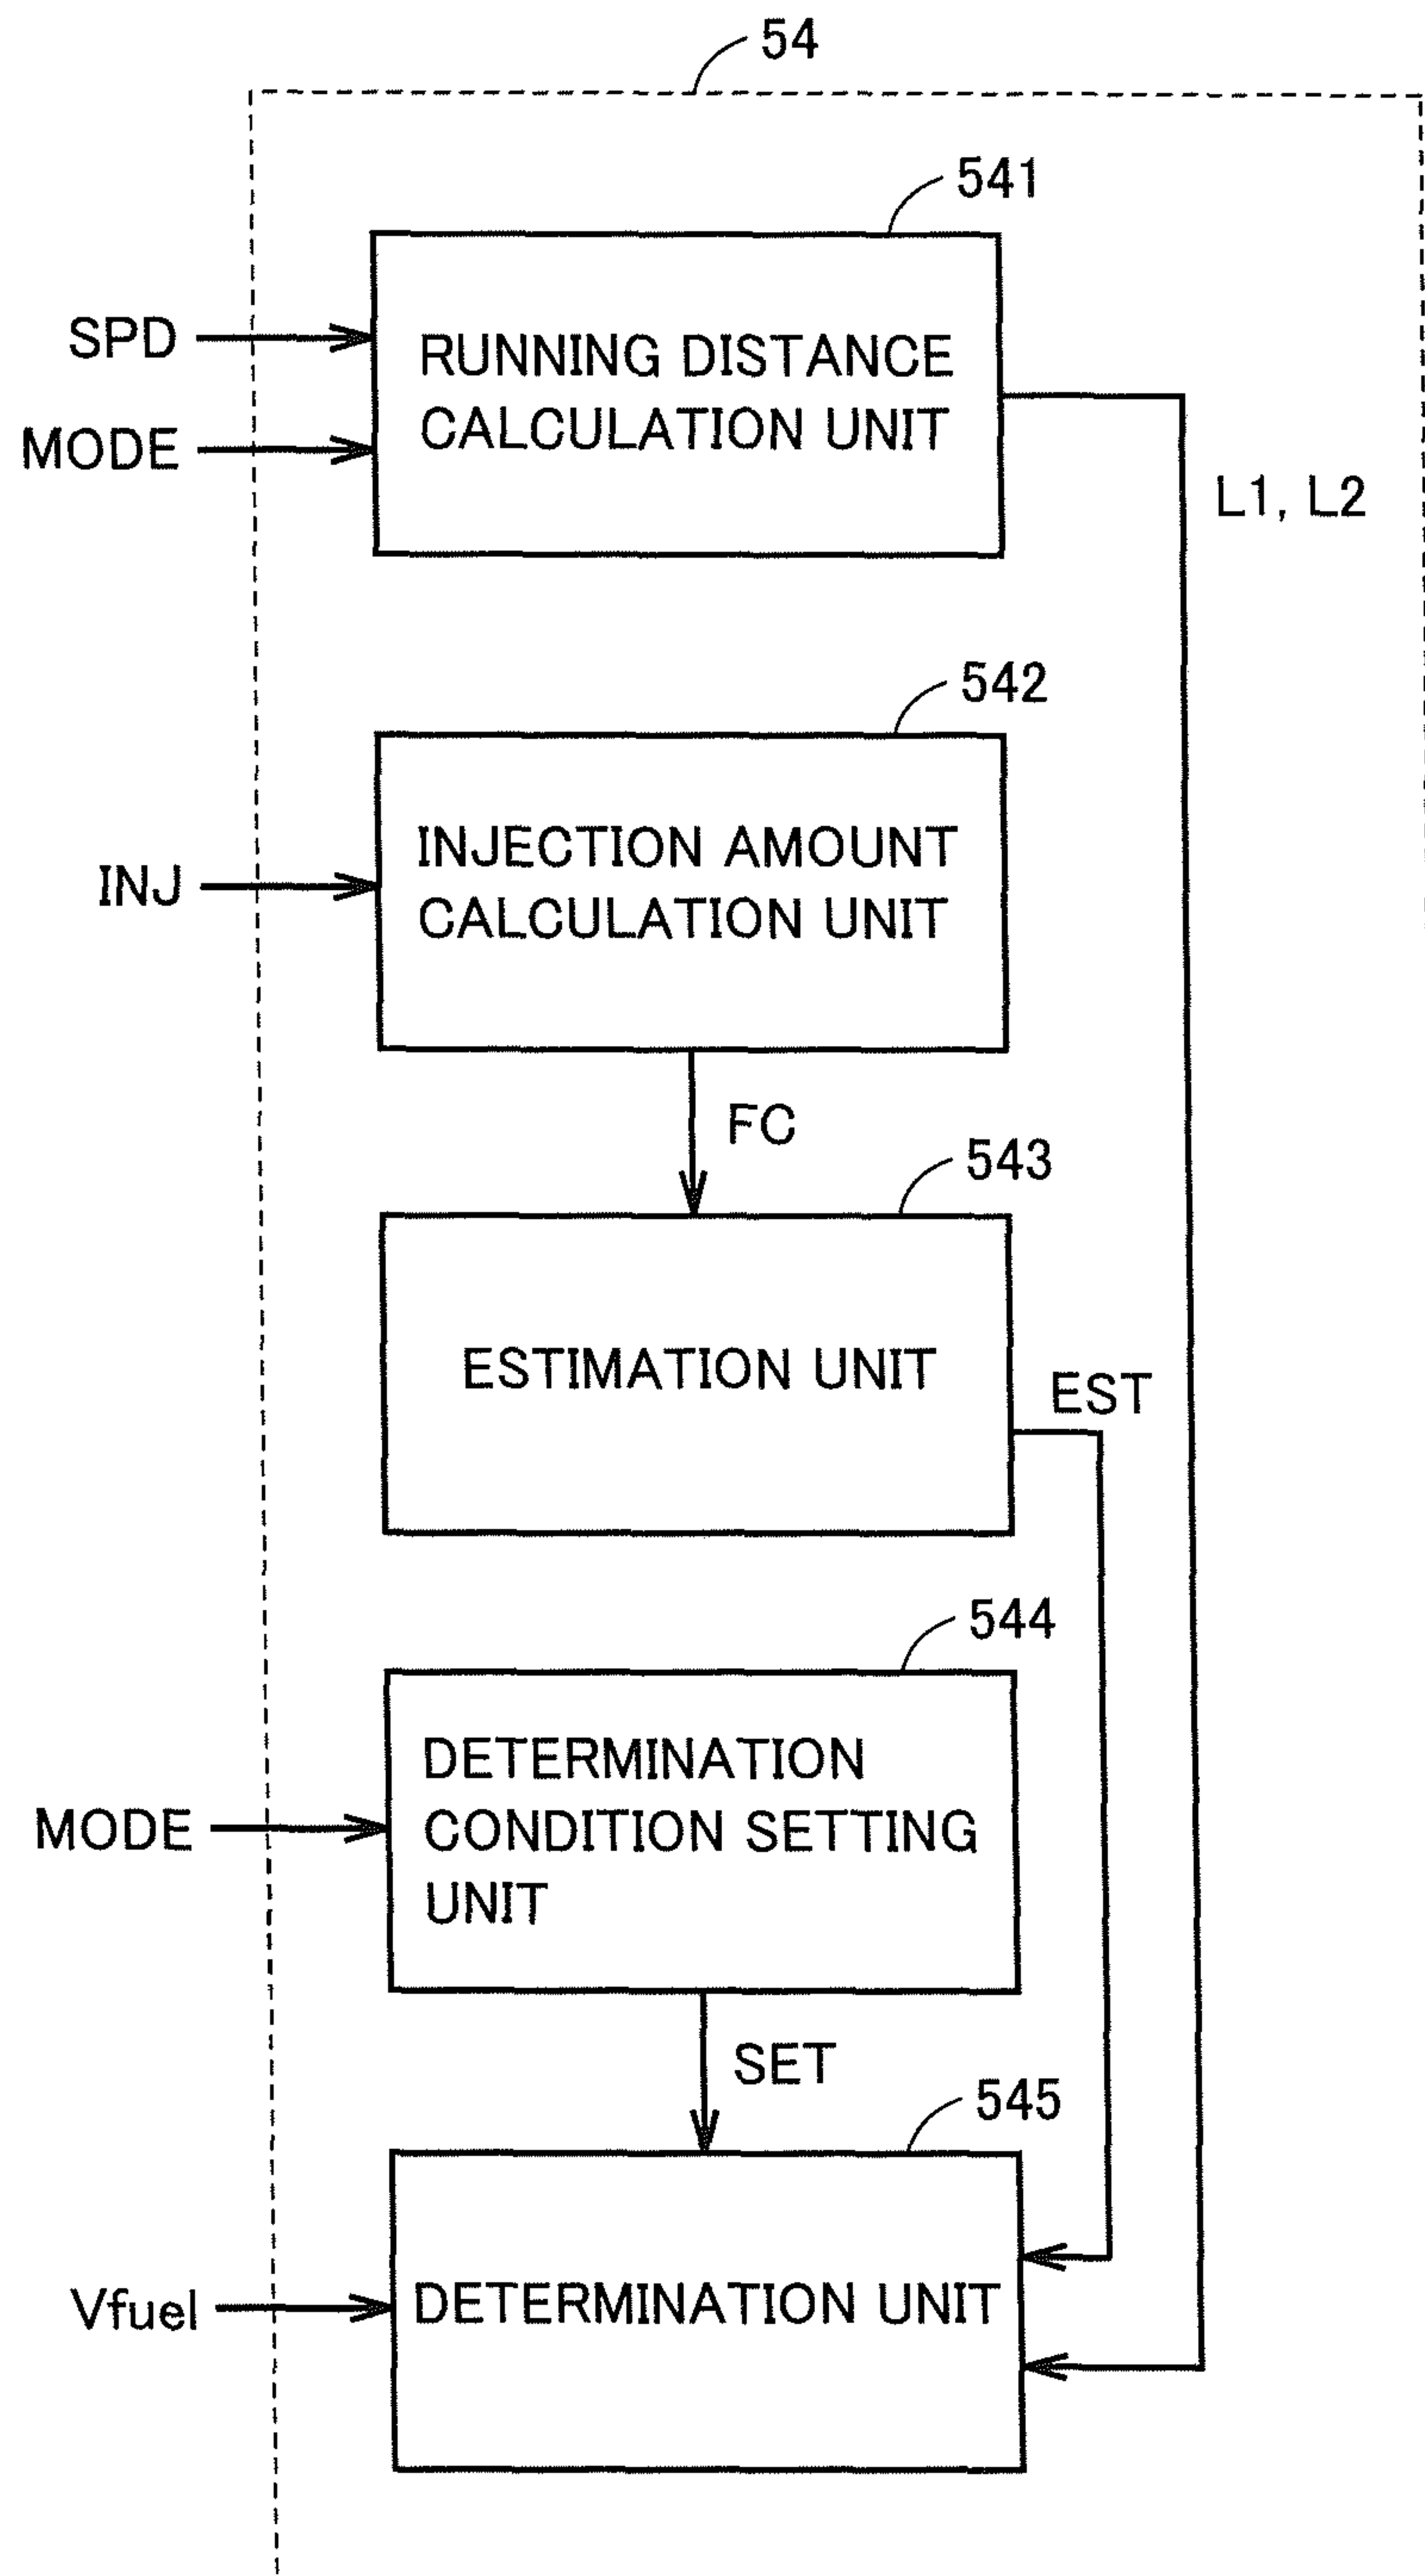 54
541
SPD
MODE
RUNNING DISTANCE
CALCULATION UNIT
L1, L2
542
INJ
INJECTION AMOUNT
CALCULATION UNIT
FC
543
ESTIMATION UNIT
EST
544
MODE
DETERMINATION
CONDITION SETTING
UNIT
SET
545
Vfuel
DETERMINATION UNIT